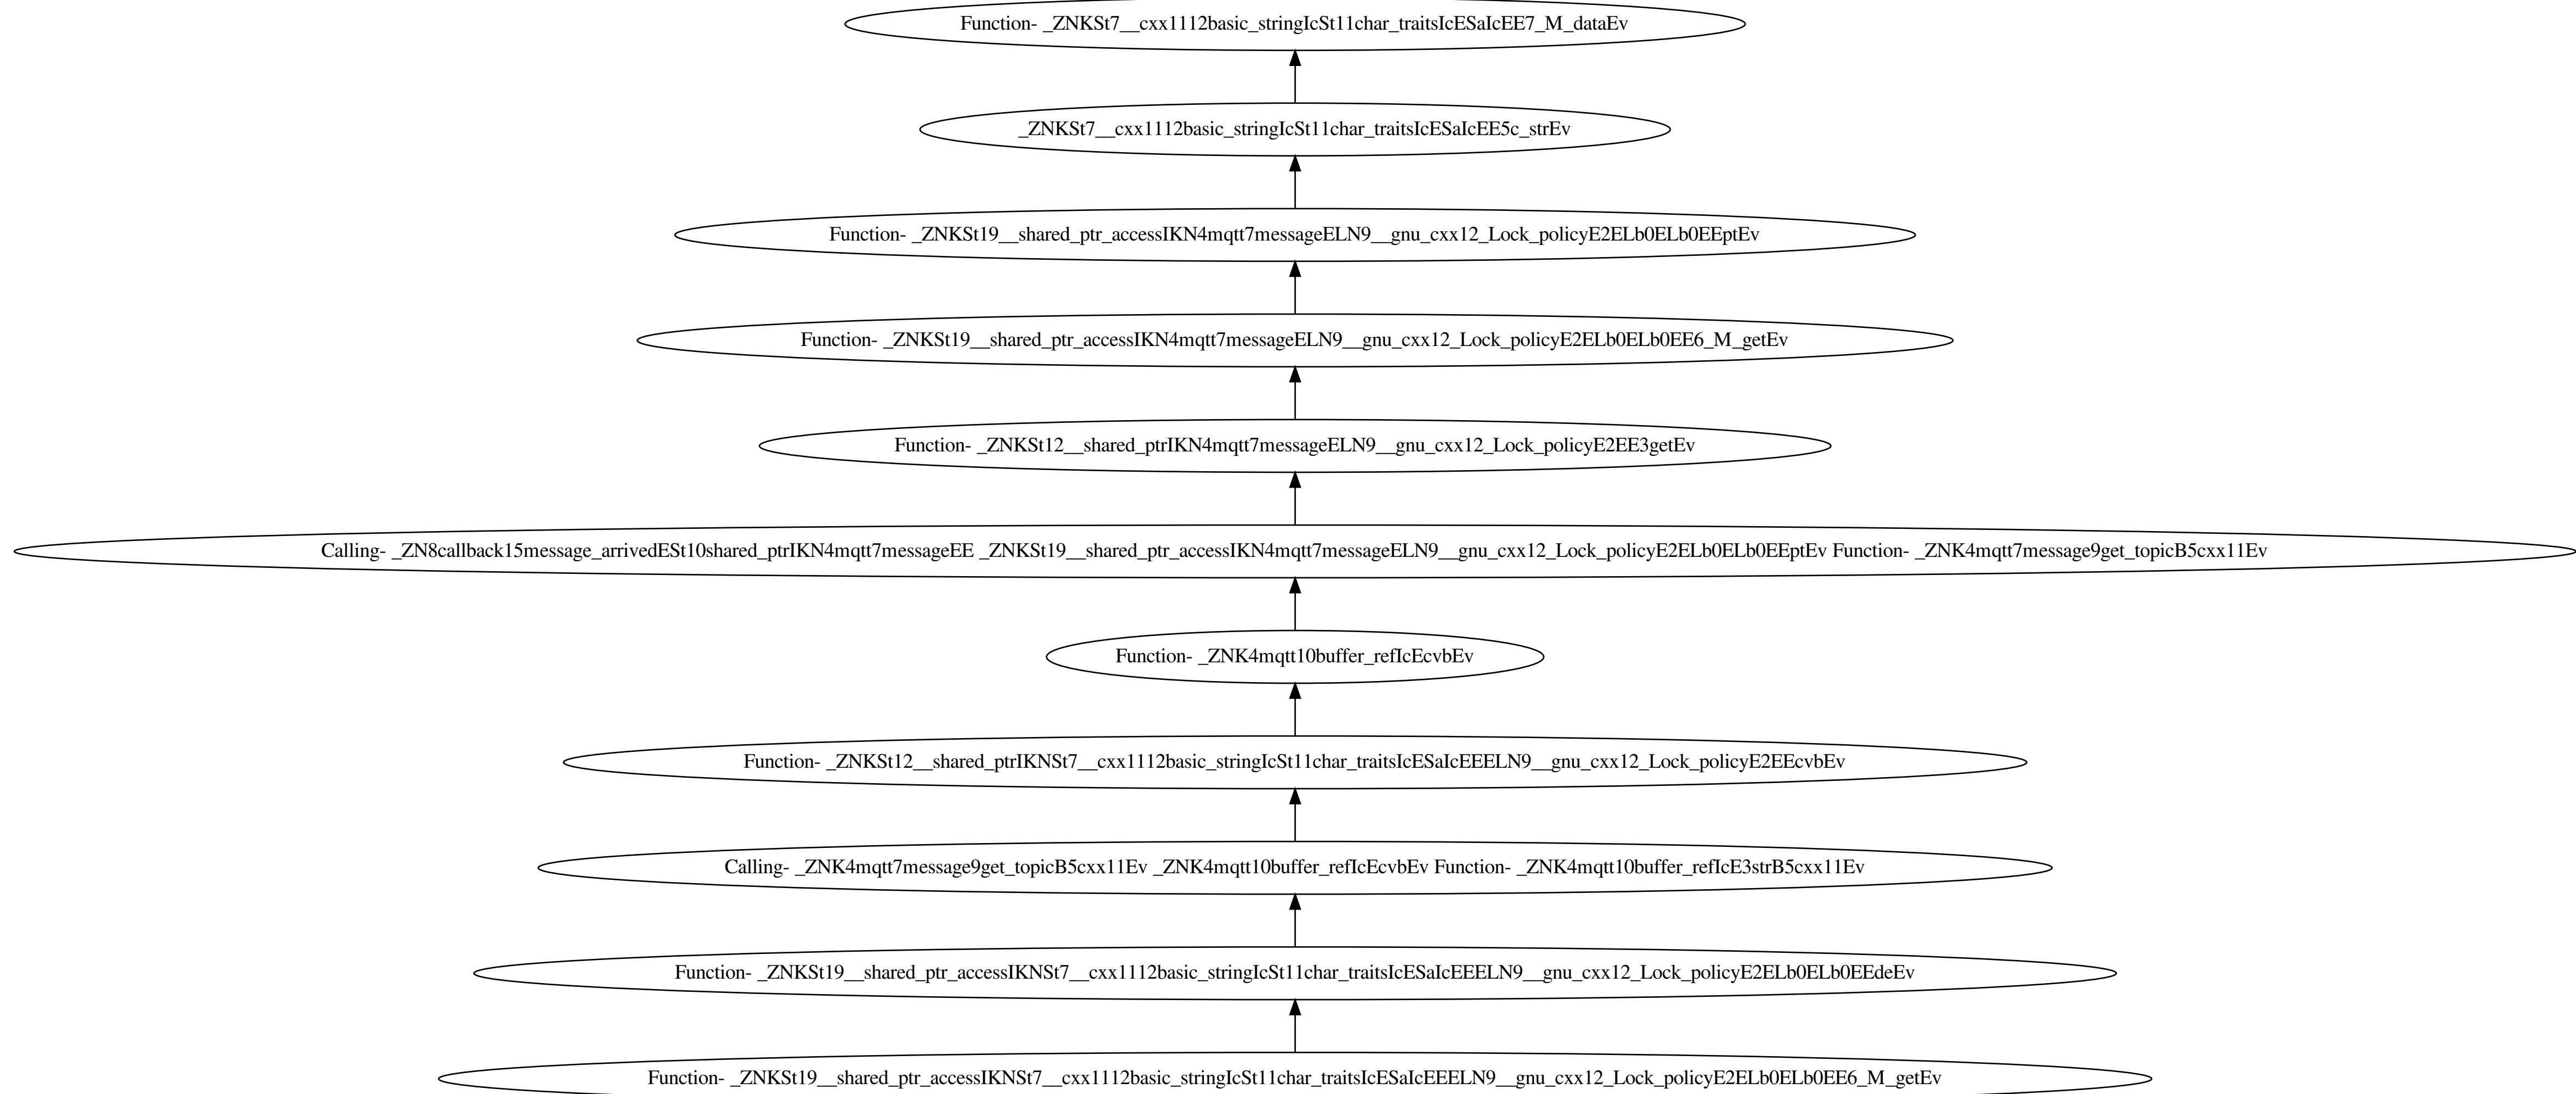 Function- _ZNKSt7__cxx1112basic_stringIcSt11char_traitsIcESaIcEE7_M_dataEv
_ZNKSt7__cxx1112basic_stringIcSt11char_traitsIcESaIcEE5c_strEv
Function- _ZNKSt19__shared_ptr_accessIKN4mqtt7messageELN9__gnu_cxx12_Lock_policyE2ELb0ELb0EEptEv
Function- _ZNKSt19__shared_ptr_accessIKN4mqtt7messageELN9__gnu_cxx12_Lock_policyE2ELb0ELb0EE6_M_getEv
Function- _ZNKSt12__shared_ptrIKN4mqtt7messageELN9__gnu_cxx12_Lock_policyE2EE3getEv
Calling- _ZN8callback15message_arrivedESt10shared_ptrIKN4mqtt7messageEE _ZNKSt19__shared_ptr_accessIKN4mqtt7messageELN9__gnu_cxx12_Lock_policyE2ELb0ELb0EEptEv Function- _ZNK4mqtt7message9get_topicB5cxx11Ev
Function- _ZNK4mqtt10buffer_refIcEcvbEv
Function- _ZNKSt12__shared_ptrIKNSt7__cxx1112basic_stringIcSt11char_traitsIcESaIcEEELN9__gnu_cxx12_Lock_policyE2EEcvbEv
Calling- _ZNK4mqtt7message9get_topicB5cxx11Ev _ZNK4mqtt10buffer_refIcEcvbEv Function- _ZNK4mqtt10buffer_refIcE3strB5cxx11Ev
Function- _ZNKSt19__shared_ptr_accessIKNSt7__cxx1112basic_stringIcSt11char_traitsIcESaIcEEELN9__gnu_cxx12_Lock_policyE2ELb0ELb0EEdeEv
Function- _ZNKSt19__shared_ptr_accessIKNSt7__cxx1112basic_stringIcSt11char_traitsIcESaIcEEELN9__gnu_cxx12_Lock_policyE2ELb0ELb0EE6_M_getEv